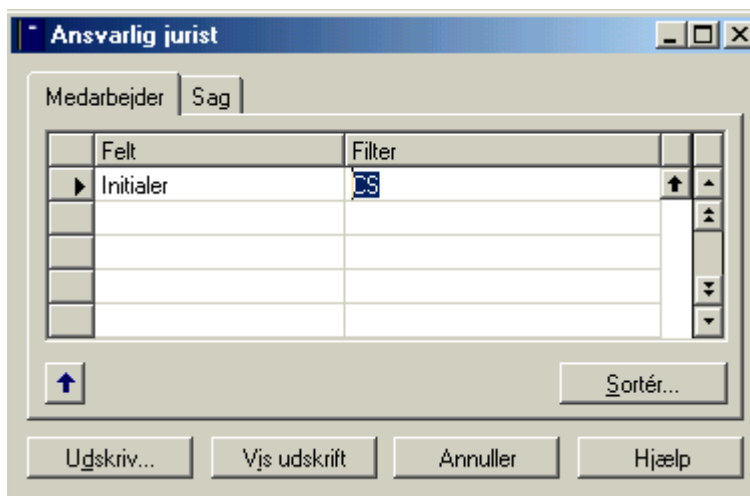 Ansvarlig jurist
Medarbejder Sag
Felt Filter
Initialer CS
Sortér...
Udskriv... Vis udskrift Annuller Hjælp